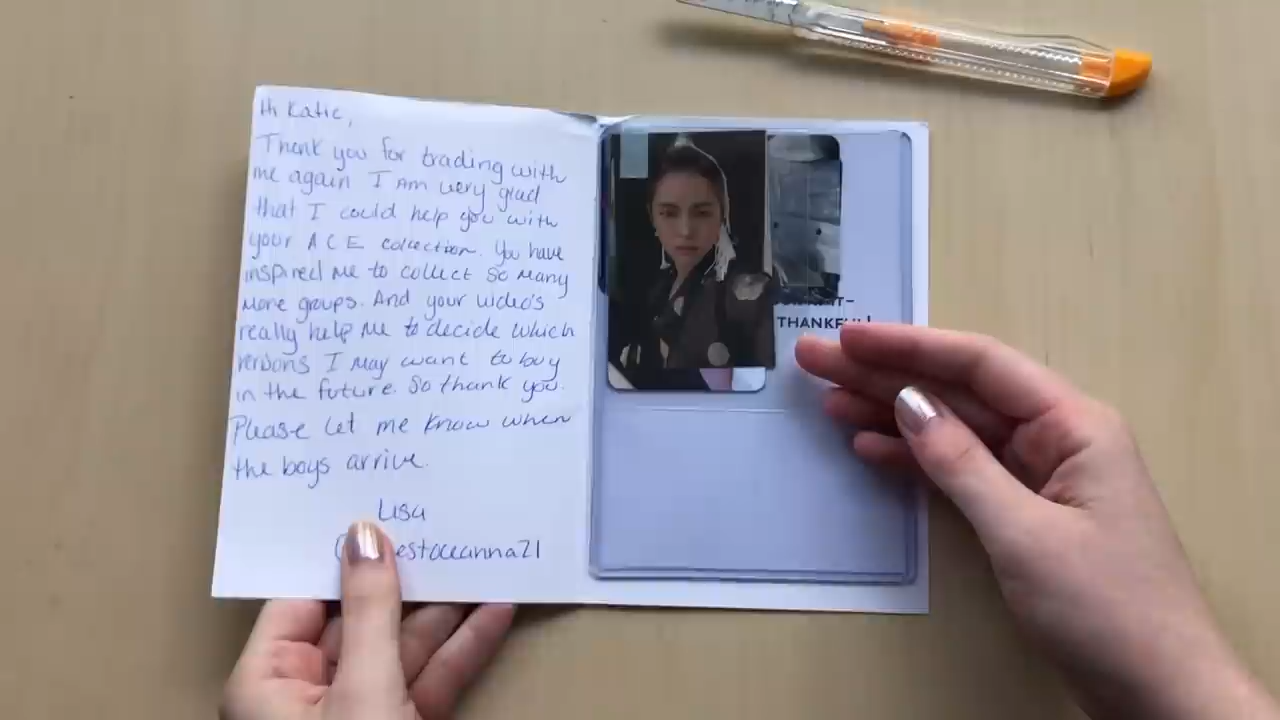 Hi Katie,
Thank you for trading with
me again I am very glad
that I could help you with
your ACE collection. You have
inspired me to collect so many
more groups. And your video's
really help me to decide which
versions I may want to buy
in the future. So thank you.
Please let me know when
the boys arrive.
Lisa
THANKFUL!